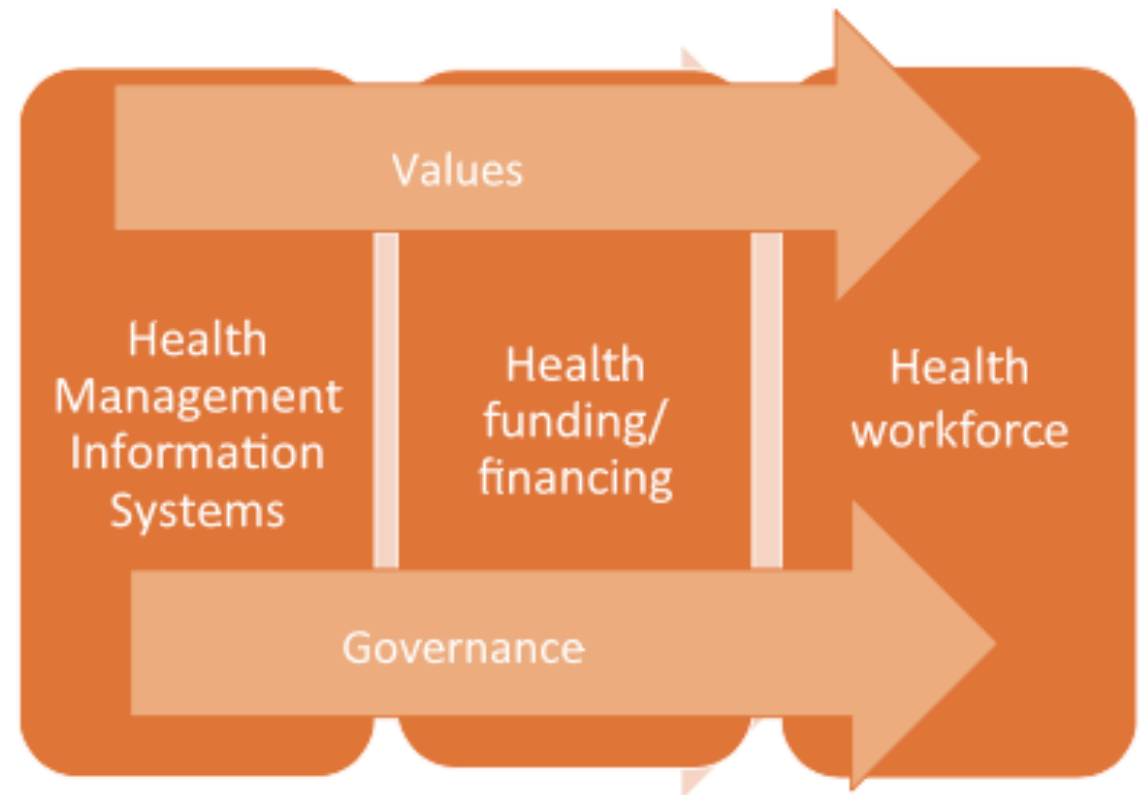 Values
Health
Management
Information
Systems
Health
funding/
financing
Health
workforce
Governance